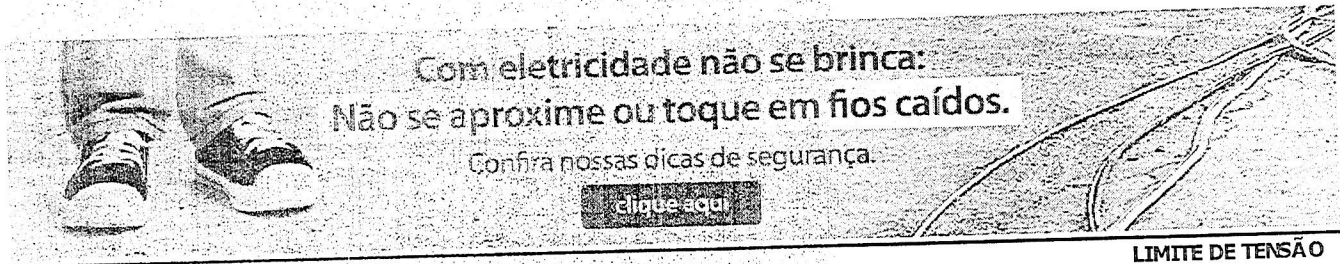 Com eletricidade não se brinca:
Não se aproxime ou toque em fios caídos.
Confira nossas dicas de segurança.
clique aqui
LIMITE DE TENSÃO